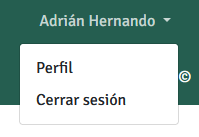 Adrián Hernando
Perfil
©
Cerrar sesión